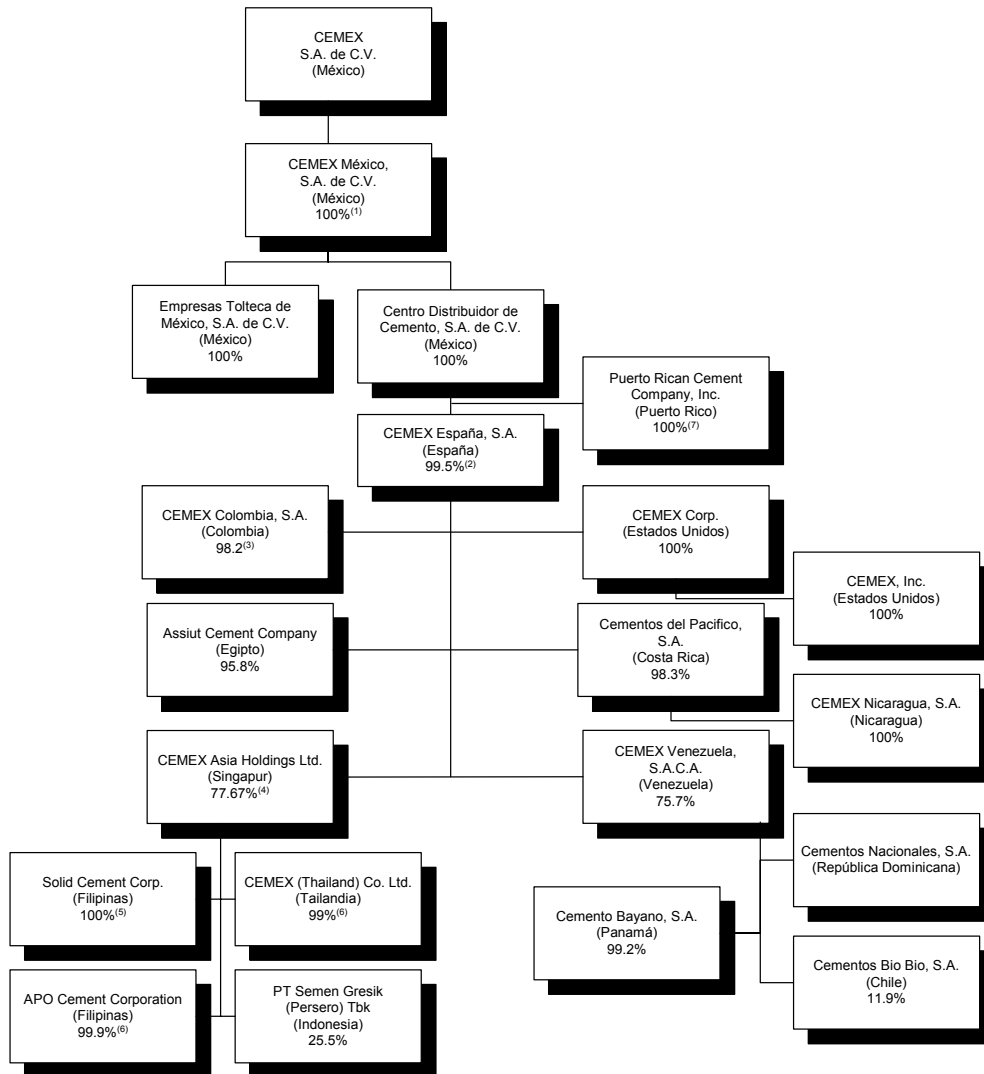 CEMEX
S.A. de C.V.
(México)
CEMEX México,
S.A. de C.V.
(México)
100%(1)
Empresas Tolteca de
México, S.A. de C.V.
(México)
100%
Centro Distribuidor de
Cemento, S.A. de C.V.
(México)
100%
Puerto Rican Cement
Company, Inc.
(Puerto Rico)
100%(7)
CEMEX España, S.A.
(España)
99.5%(2)
CEMEX Colombia, S.A.
(Colombia)
98.2(3)
CEMEX Corp.
(Estados Unidos)
100%
CEMEX, Inc.
(Estados Unidos)
100%
Assiut Cement Company
(Egipto)
95.8%
Cementos del Pacifico,
S.A.
(Costa Rica)
98.3%
CEMEX Nicaragua, S.A.
(Nicaragua)
100%
CEMEX Asia Holdings Ltd.
(Singapur)
77.67%(4)
CEMEX Venezuela,
S.A.C.A.
(Venezuela)
75.7%
Cementos Nacionales, S.A.
(República Dominicana)
Solid Cement Corp.
(Filipinas)
100%(5)
CEMEX (Thailand) Co. Ltd.
(Tailandia)
99%(6)
Cemento Bayano, S.A.
(Panamá)
99.2%
Cementos Bio Bio, S.A.
(Chile)
11.9%
APO Cement Corporation
(Filipinas)
99.9%(6)
PT Semen Gresik
(Persero) Tbk
(Indonesia)
25.5%